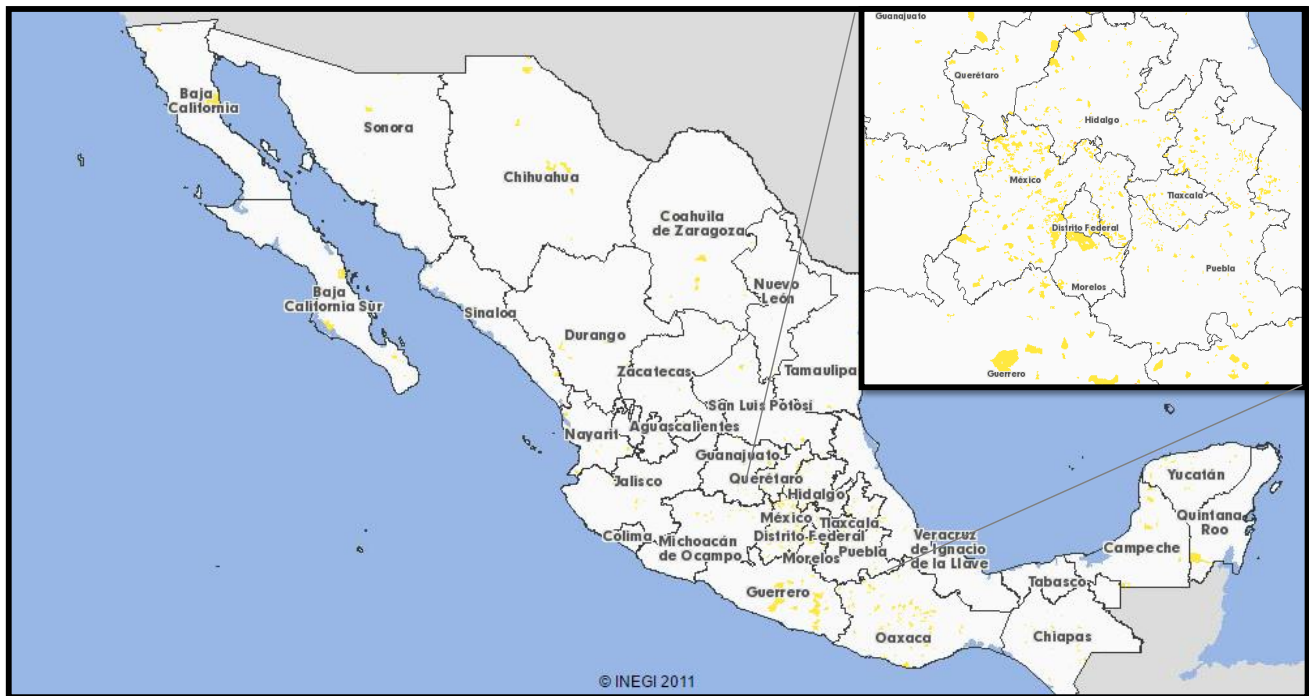 Baja
California
Sonora
Chihuahua
Coahuila
de Zaragoza
Nuevo
León
Baja
California Sur
Sinaloa
Durango
Zacatecas
Tamaulipa
San Luis Potosí
Nayarit
Aguascalientes
Guanajuato
Querétaro
Jalisco
Hidalgo
México
Tlaxcala
Colima
Michoacán
de Ocampo
Distrito Federal
Morelos
Puebla
Veracruz
de Ignacio
de la Llave
Guerrero
Oaxaca
Tabasco
Chiapas
Campeche
Yucatán
Quintana
Roo
© INEGI 2011
Guanajuato
Querétaro
Hidalgo
México
Tlaxcala
Distrito Federal
Puebla
Morelos
Guerrero